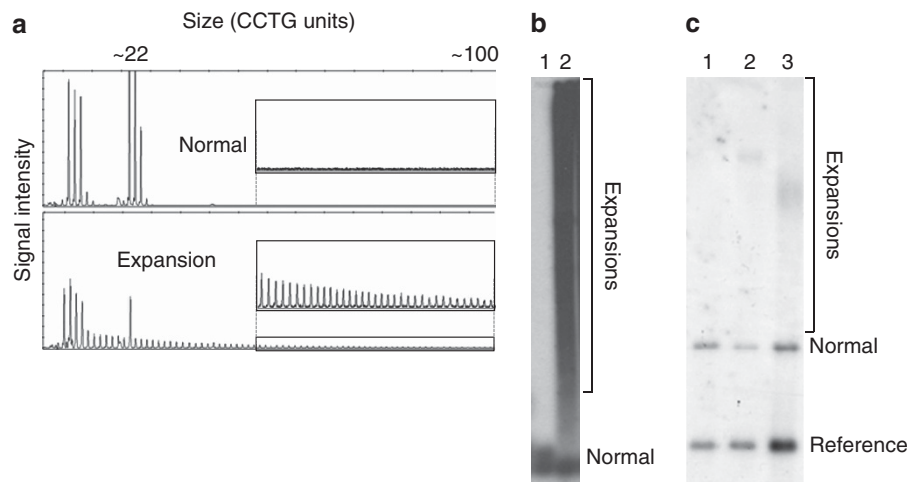 a
Size (CCTG units)
~22
~100
Signal intensity
Normal
Expansion
b
1 2
Expansions
Normal
c
1 2 3
Expansions
Normal
Reference